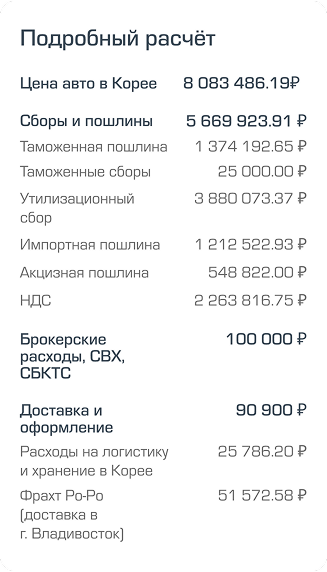 Подробный расчёт
Цена авто в Корее 8 083 486.19₽
Сборы и пошлины 5 669 923.91 ₽
Таможенная пошлина 1 374 192.65 ₽
Таможенные сборы 25 000.00 ₽
Утилизационный 3 880 073.37 ₽
сбор
Импортная пошлина 1 212 522.93 ₽
Акцизная пошлина 548 822.00 ₽
НДС 2 263 816.75 ₽
Брокерские 100 000 ₽
расходы, СВХ,
СБКТС
Доставка и 90 900 ₽
оформление
Расходы на логистику 25 786.20 ₽
и хранение в Корее
Фрахт Ро-Ро 51 572.58 ₽
(доставка в
г. Владивосток)